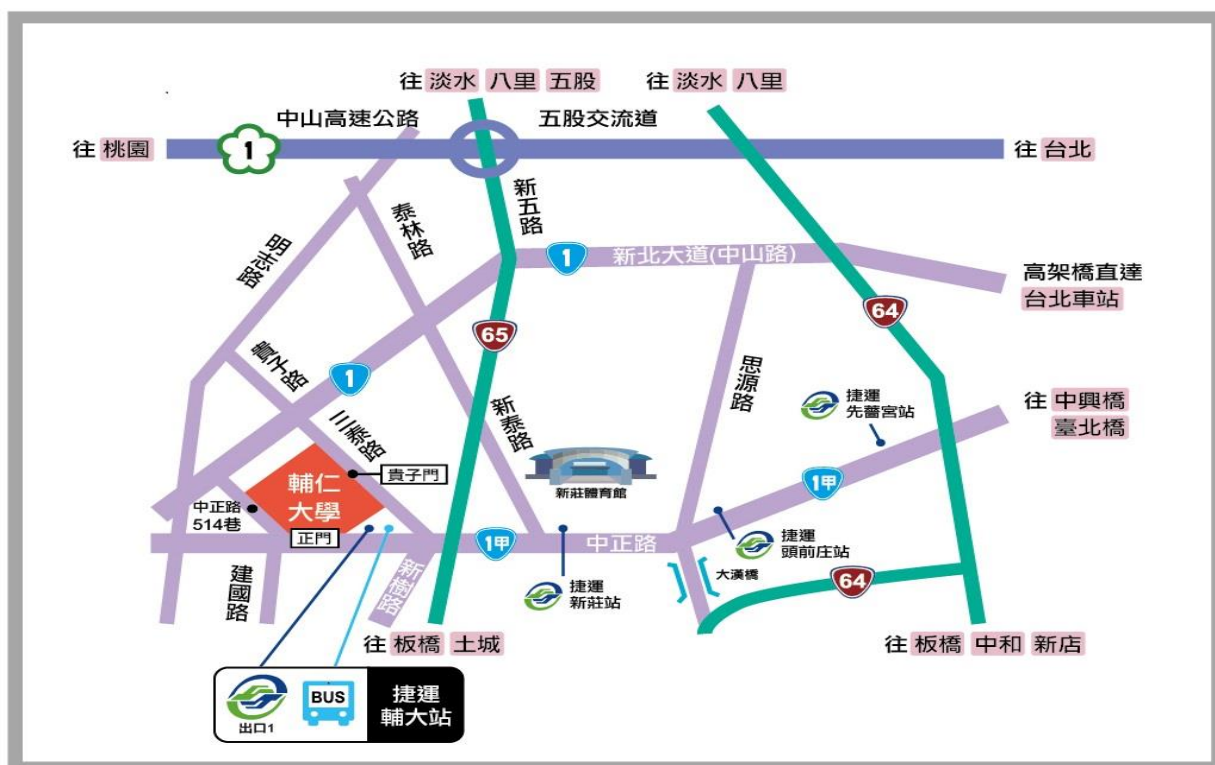 往 淡水 八里 五股
往 淡水 八里
中山高速公路
五股交流道
往 桃園
1
往 台北
新五路
泰林路
明志路
1
新北大道(中山路)
高架橋直達
台北車站
64
65
貴子路
1
思源路
捷運
先嗇宮站
往 中興橋
臺北橋
三泰路
新泰路
貴子門
輔仁
大學
新莊體育館
1甲
中正路
514巷
正門
1甲
中正路
捷運
頭前庄站
大漢橋
64
建國路
新樹路
捷運
新莊站
往 板橋 土城
往 板橋 中和 新店
BUS
出口1
捷運
輔大站